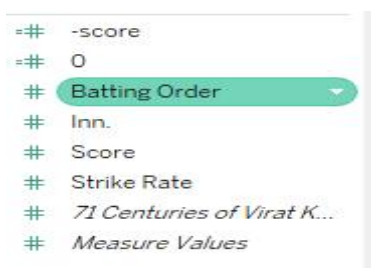 -score
0
Batting Order
Inn.
Score
Strike Rate
71 Centuries of Virat K...
Measure Values